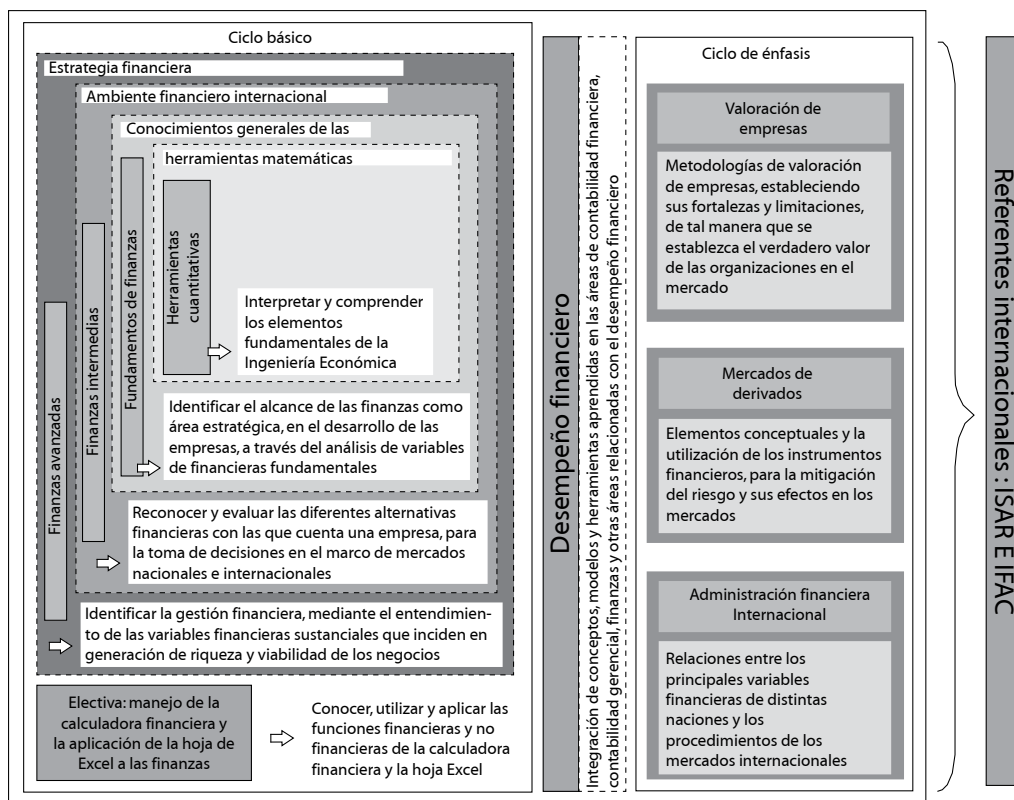 Ciclo básico
Estrategia financiera
Ambiente financiero internacional
Conocimientos generales de las
herramientas matemáticas
Herramientas
cuantitativas
Interpretar y comprender
los elementos
fundamentales de la
Ingeniería Económica
Fundamentos de finanzas
Identificar el alcance de las finanzas como
área estratégica, en el desarrollo de las
empresas, a través del análisis de variables
de financieras fundamentales
Finanzas intermedias
Reconocer y evaluar las diferentes alternativas
financieras con las que cuenta una empresa, para
la toma de decisiones en el marco de mercados
nacionales e internacionales
Finanzas avanzadas
Identificar la gestión financiera, mediante el entendimien-
to de las variables financieras sustanciales que inciden en
generación de riqueza y viabilidad de los negocios
Electiva: manejo de la
calculadora financiera y
la aplicación de la hoja de
Excel a las finanzas
Conocer, utilizar y aplicar las
funciones financieras y no
financieras de la calculadora
financiera y la hoja Excel
Desempeño financiero
Integración de conceptos, modelos y herramientas aprendidas en las áreas de contabilidad financiera,
contabilidad gerencial, finanzas y otras áreas relacionadas con el desempeño financiero
Ciclo de énfasis
Valoración de
empresas
Metodologías de valoración
de empresas, estableciendo
sus fortalezas y limitaciones,
de tal manera que se
establezca el verdadero valor
de las organizaciones en el
mercado
Mercados de
derivados
Elementos conceptuales y la
utilización de los instrumentos
financieros, para la mitigación
del riesgo y sus efectos en los
mercados
Administración financiera
Internacional
Relaciones entre los
principales variables
financieras de distintas
naciones y los
procedimientos de los
mercados internacionales
Referentes internacionales : ISAR E IFAC